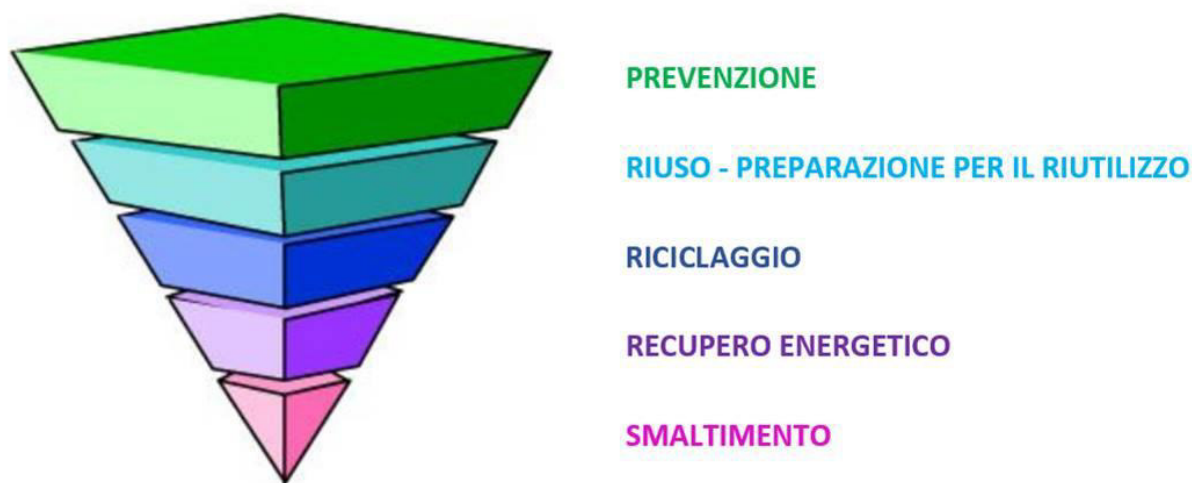 PREVENZIONE
RIUSO - PREPARAZIONE PER IL RIUTILIZZO
RICICLAGGIO
RECUPERO ENERGETICO
SMALTIMENTO